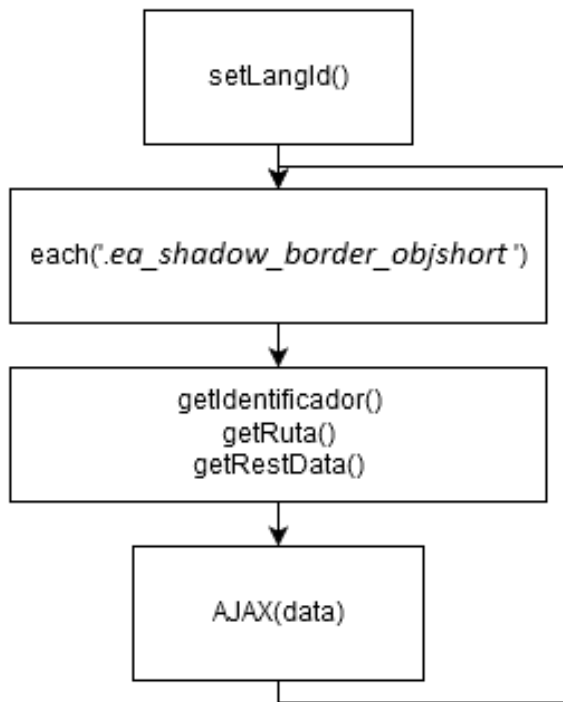 setLangId()
each('.ea_shadow_border_objshort ')
getIdentificador()
getRuta()
getRestData()
AJAX(data)